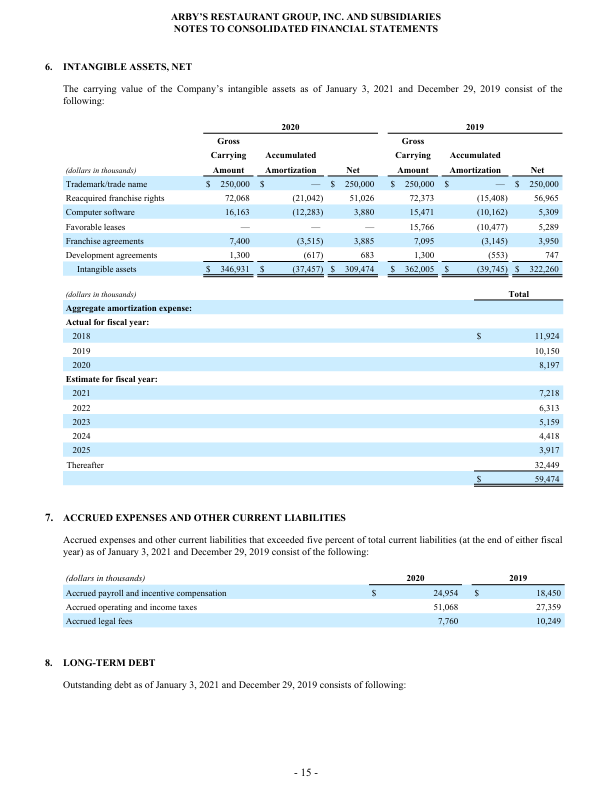 ARBY'S RESTAURANT GROUP, INC. AND SUBSIDIARIES
NOTES TO CONSOLIDATED FINANCIAL STATEMENTS
6. INTANGIBLE ASSETS, NET
The carrying value of the Company's intangible assets as of January 3, 2021 and December 29, 2019 consist of the
following:
2020 2019
Gross Gross
Carrying Accumulated Carrying Accumulated
(dollars in thousands) Amount Amortization Net Amount Amortization Net
Trademark/trade name $ 250,000 $ — $ 250,000 $ 250,000 $ — $ 250,000
Reacquired franchise rights 72,068 (21,042) 51,026 72,373 (15,408) 56,965
Computer software 16,163 (12,283) 3,880 15,471 (10,162) 5,309
Favorable leases — — — 15,766 (10,477) 5,289
Franchise agreements 7,400 (3,515) 3,885 7,095 (3,145) 3,950
Development agreements 1,300 (617) 683 1,300 (553) 747
Intangible assets $ 346,931 $ (37,457) $ 309,474 $ 362,005 $ (39,745) $ 322,260
(dollars in thousands) Total
Aggregate amortization expense:
Actual for fiscal year:
2018 $ 11,924
2019 10,150
2020 8,197
Estimate for fiscal year:
2021 7,218
2022 6,313
2023 5,159
2024 4,418
2025 3,917
Thereafter 32,449
$ 59,474
7. ACCRUED EXPENSES AND OTHER CURRENT LIABILITIES
Accrued expenses and other current liabilities that exceeded five percent of total current liabilities (at the end of either fiscal
year) as of January 3, 2021 and December 29, 2019 consist of the following:
(dollars in thousands) 2020 2019
Accrued payroll and incentive compensation $ 24,954 $ 18,450
Accrued operating and income taxes 51,068 27,359
Accrued legal fees 7,760 10,249
8. LONG-TERM DEBT
Outstanding debt as of January 3, 2021 and December 29, 2019 consists of following:
- 15 -